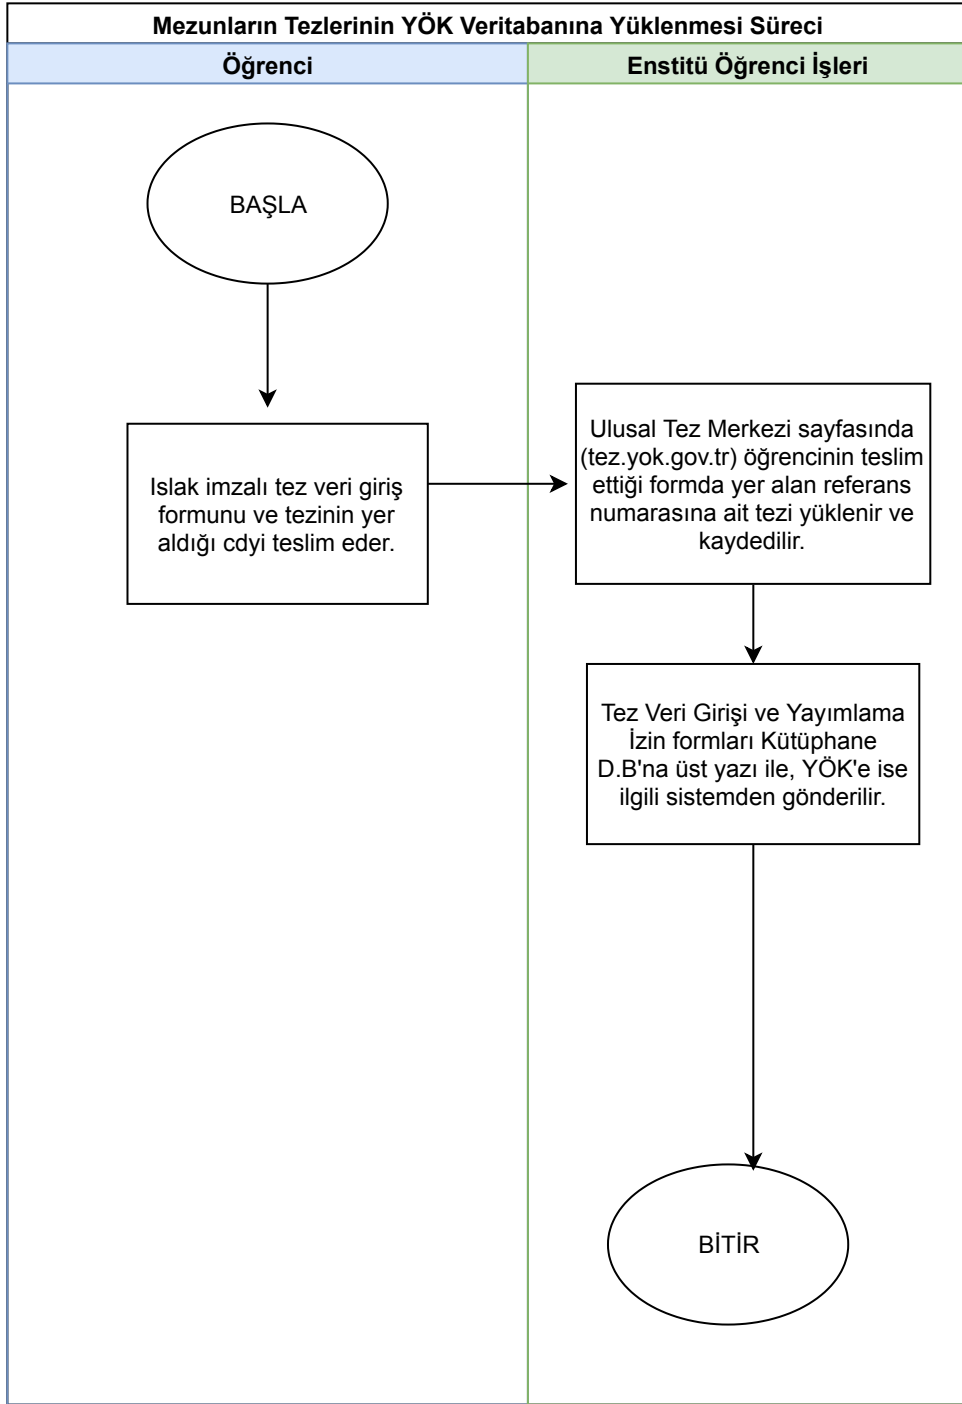 Mezunların Tezlerinin YÖK Veritabanına Yüklenmesi Süreci
Öğrenci
Enstitü Öğrenci İşleri
BAŞLA
Islak imzalı tez veri giriş
formunu ve tezinin yer
aldığı cdyi teslim eder.
Ulusal Tez Merkezi sayfasında
(tez.yok.gov.tr) öğrencinin teslim
ettiği formda yer alan referans
numarasına ait tezi yüklenir ve
kaydedilir.
Tez Veri Girişi ve Yayımlama
İzin formları Kütüphane
D.B'na üst yazı ile, YÖK'e ise
ilgili sistemden gönderilir.
BİTİR